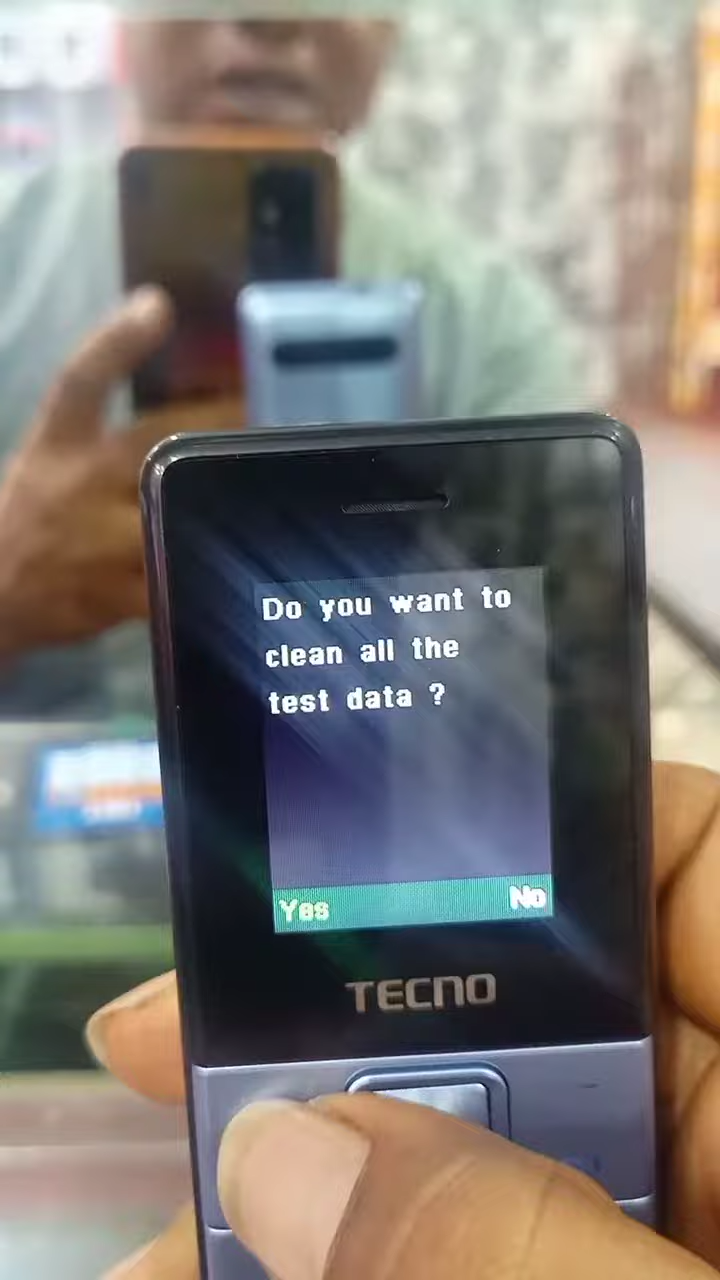 Do you want to
clean all the
test data ?
Yes No
TECNO